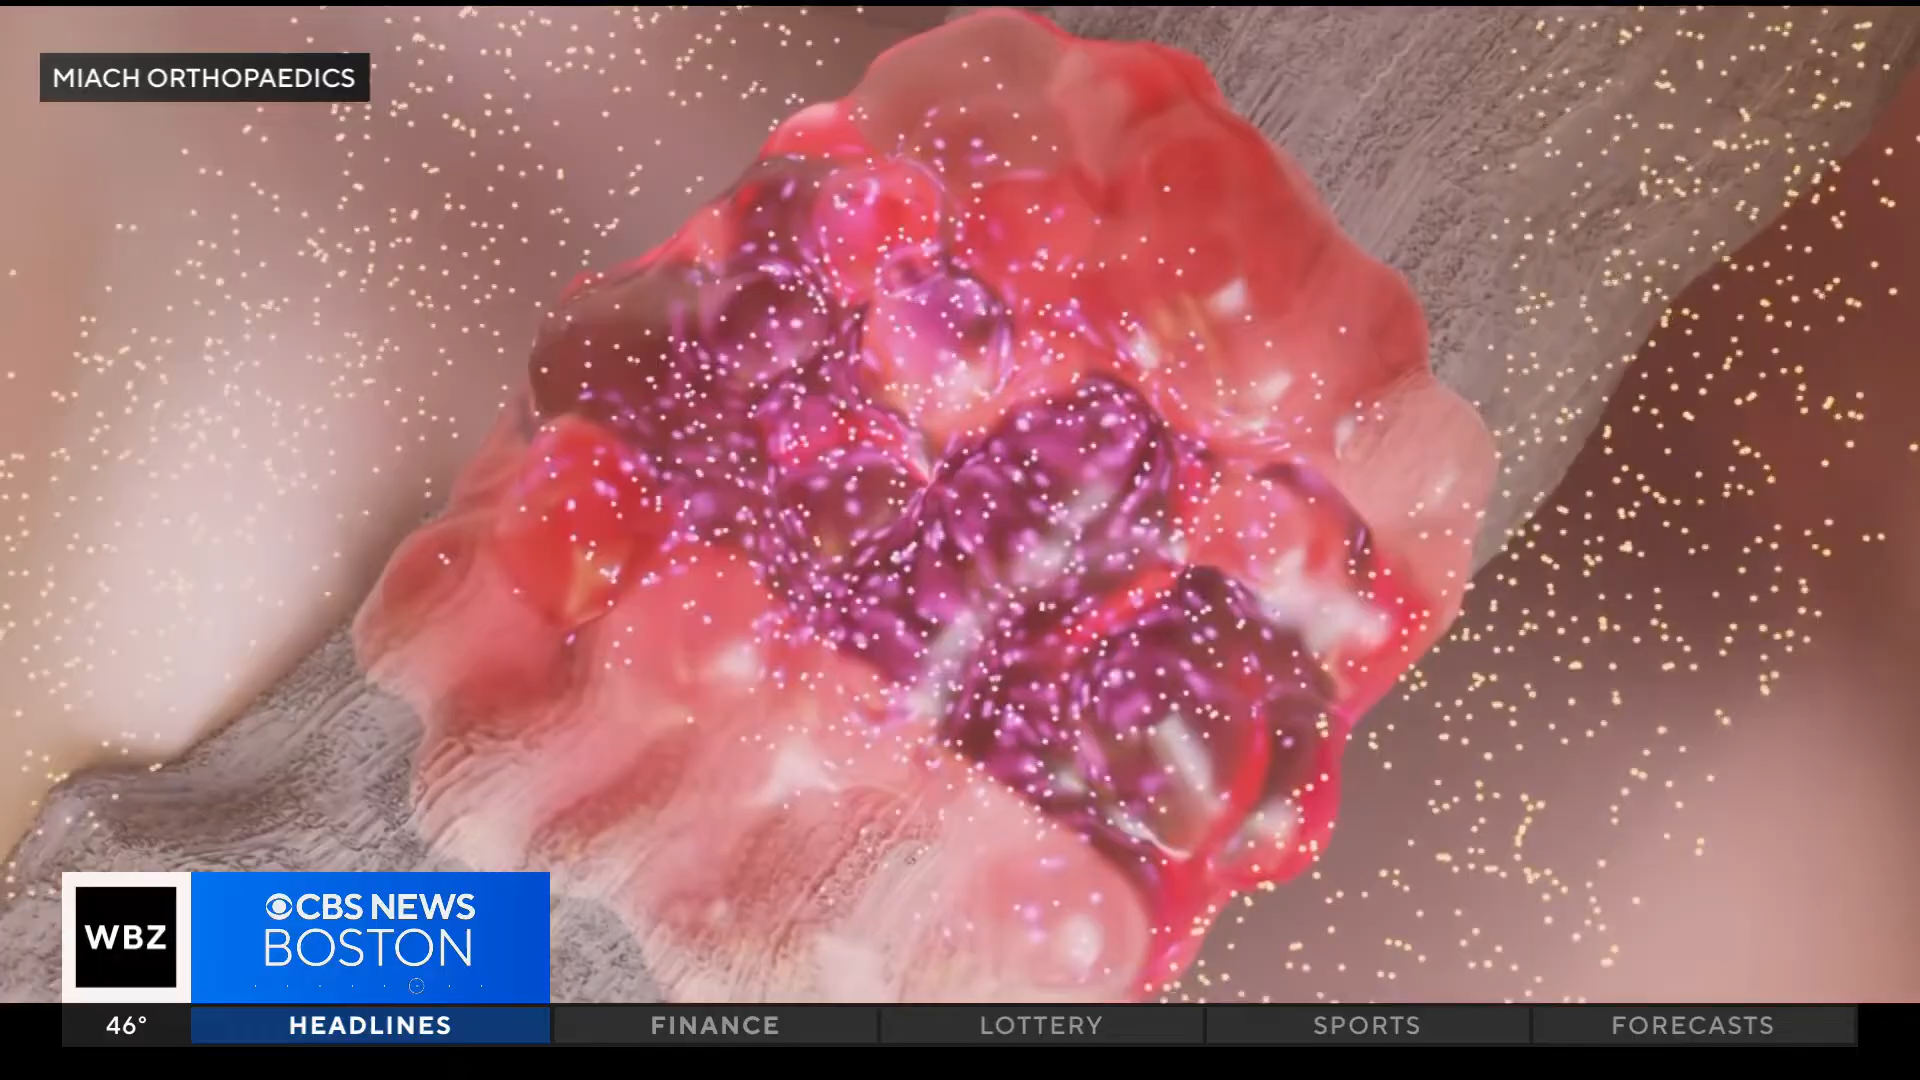 MIACH ORTHOPAEDICS
WBZ
CBS NEWS
BOSTON
46°
HEADLINES
FINANCE
LOTTERY
SPORTS
FORECASTS